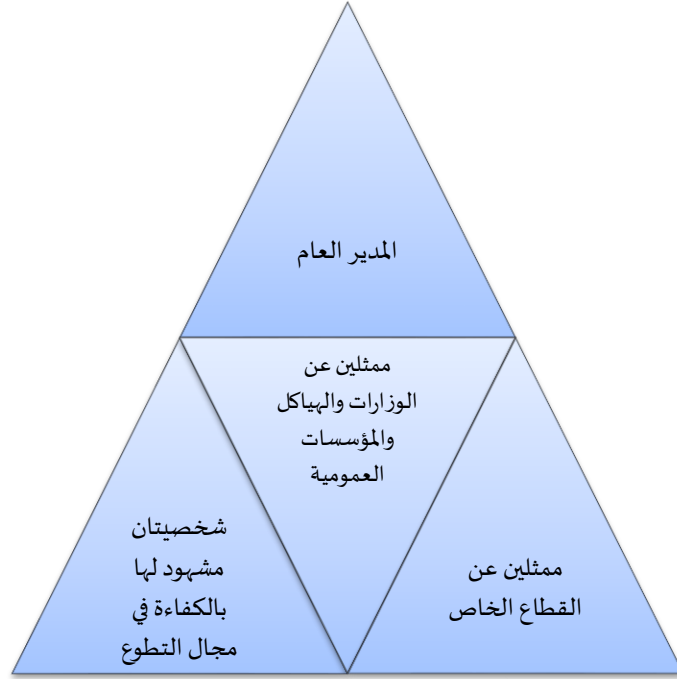 المدير العام
ممثلين عن
الوزارات والهياكل
والمؤسسات
العمومية
ممثلين عن
القطاع الخاص
شخصيتان
مشهود لها
بالكفاءة في
مجال التطوع